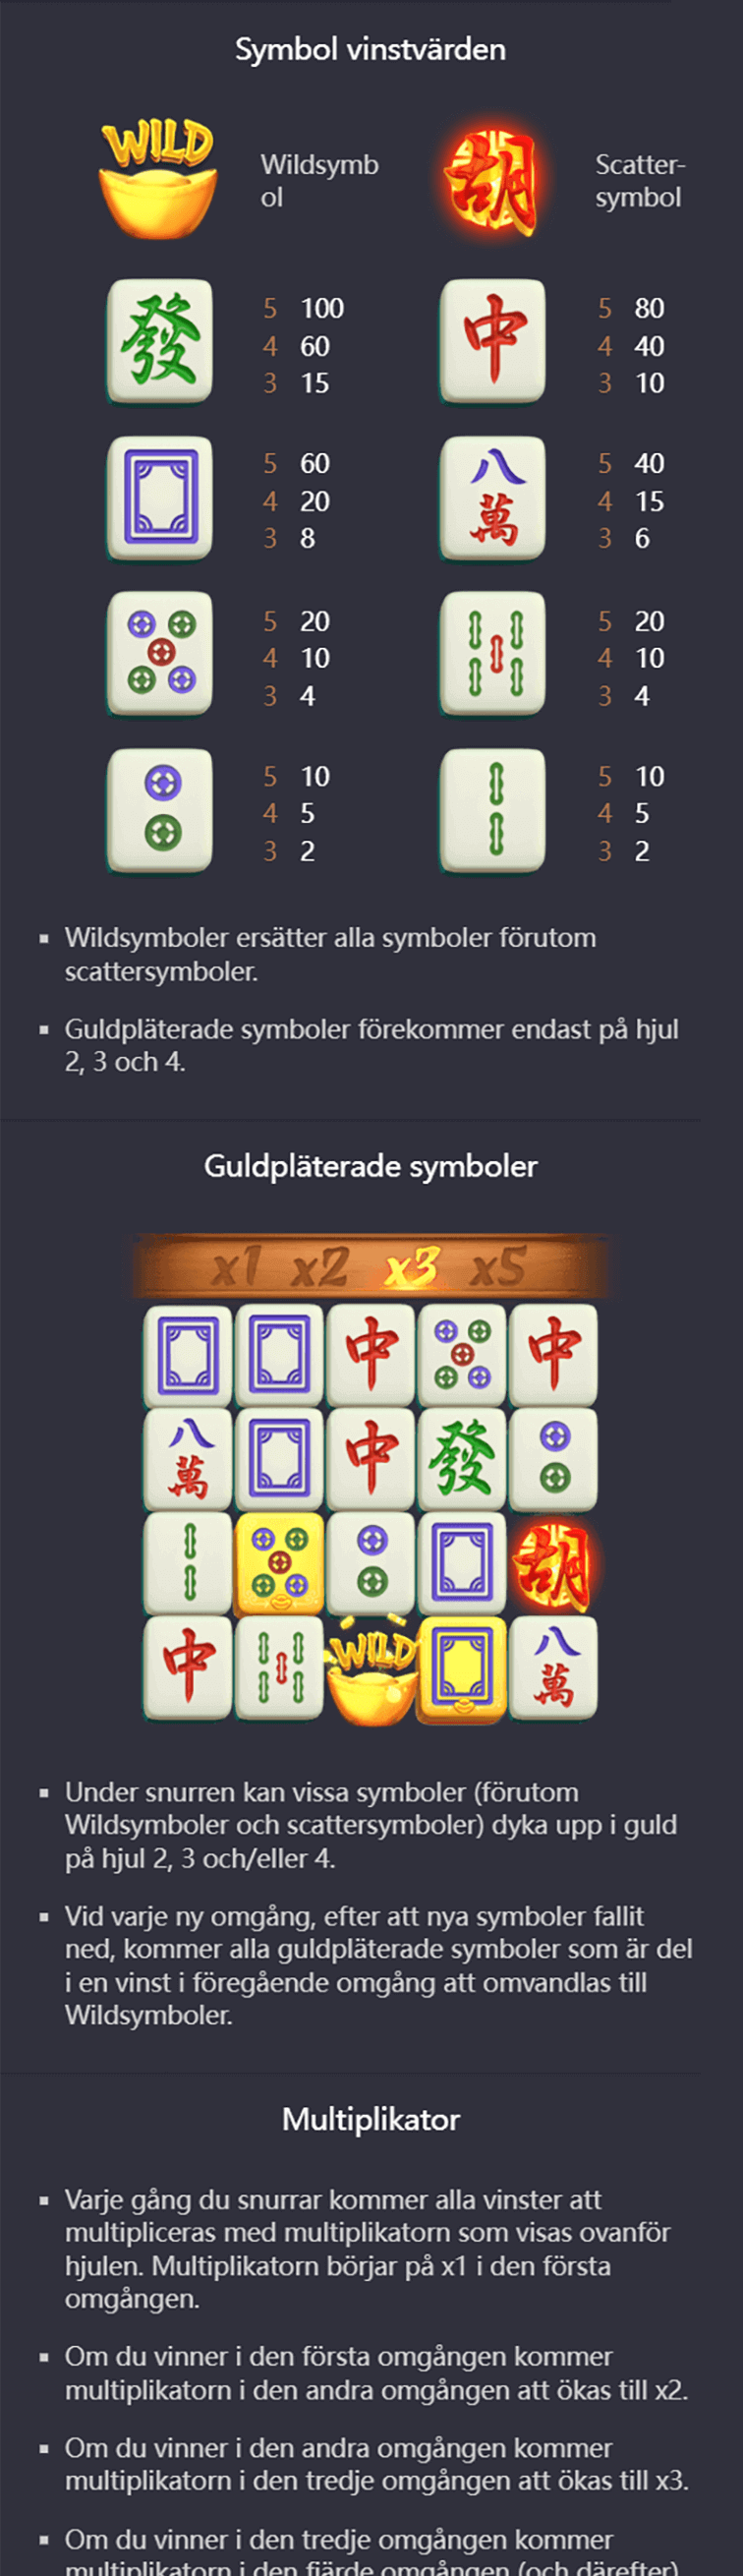 Symbol vinstvärden
WILD
Wildsymb
ol
胡
Scatter-
symbol
發
5 100
4 60
3 15
中
5 80
4 40
3 10
5 60
4 20
3 8
八
萬
5 40
4 15
3 6
5 20
4 10
3 4
5 20
4 10
3 4
5 10
4 5
3 2
5 10
4 5
3 2
▪ Wildsymboler ersätter alla symboler förutom
scattersymboler.
▪ Guldpläterade symboler förekommer endast på hjul
2, 3 och 4.
Guldpläterade symboler
x1 x2 x3 x5
中 中
八
萬 中 發
胡
中 WILD 八
萬
▪ Under snurren kan vissa symboler (förutom
Wildsymboler och scattersymboler) dyka upp i guld
på hjul 2, 3 och/eller 4.
▪ Vid varje ny omgång, efter att nya symboler fallit
ned, kommer alla guldpläterade symboler som är del
i en vinst i föregående omgång att omvandlas till
Wildsymboler.
Multiplikator
▪ Varje gång du snurrar kommer alla vinster att
multipliceras med multiplikatorn som visas ovanför
hjulen. Multiplikatorn börjar på x1 i den första
omgången.
▪ Om du vinner i den första omgången kommer
multiplikatorn i den andra omgången att ökas till x2.
▪ Om du vinner i den andra omgången kommer
multiplikatorn i den tredje omgången att ökas till x3.
▪ Om du vinner i den tredje omgången kommer
multiplikatorn i den fjärde omgången (och därefter)